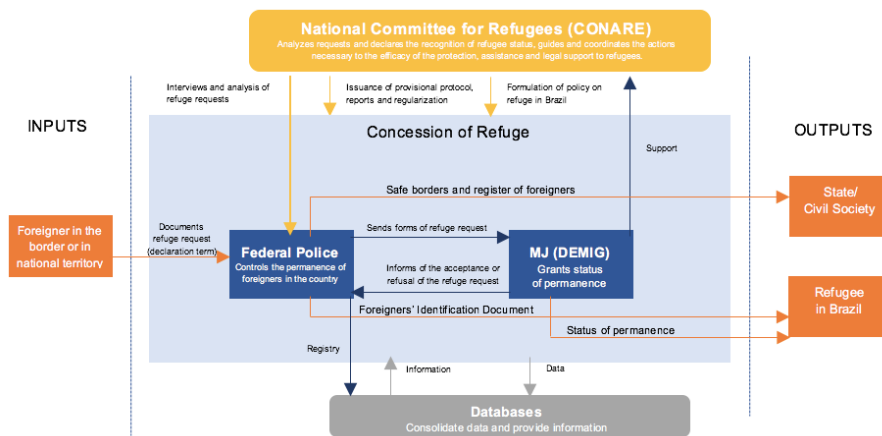 National Committee for Refugees (CONARE)
Analyzes requests and declares the recognition of refugee status, guides and coordinates the actions
necessary to the efficacy of the protection, assistance and legal support to refugees.
Interviews and analysis of
refuge requests
Issuance of provisional protocol,
reports and regularization
Formulation of policy on
refuge in Brazil
INPUTS
Concession of Refuge
OUTPUTS
Support
Safe borders and register of foreigners
State/
Civil Society
Foreigner in the
border or in
national territory
Documents
refuge request
(declaration term)
Federal Police
Controls the permanence of
foreigners in the country
Sends forms of refuge request
MJ (DEMIG)
Grants status
of permanence
Informs of the acceptance or
refusal of the refuge request
Refugee
in Brazil
Foreigners' Identification Document
Status of permanence
Registry
Information
Data
Databases
Consolidate data and provide information